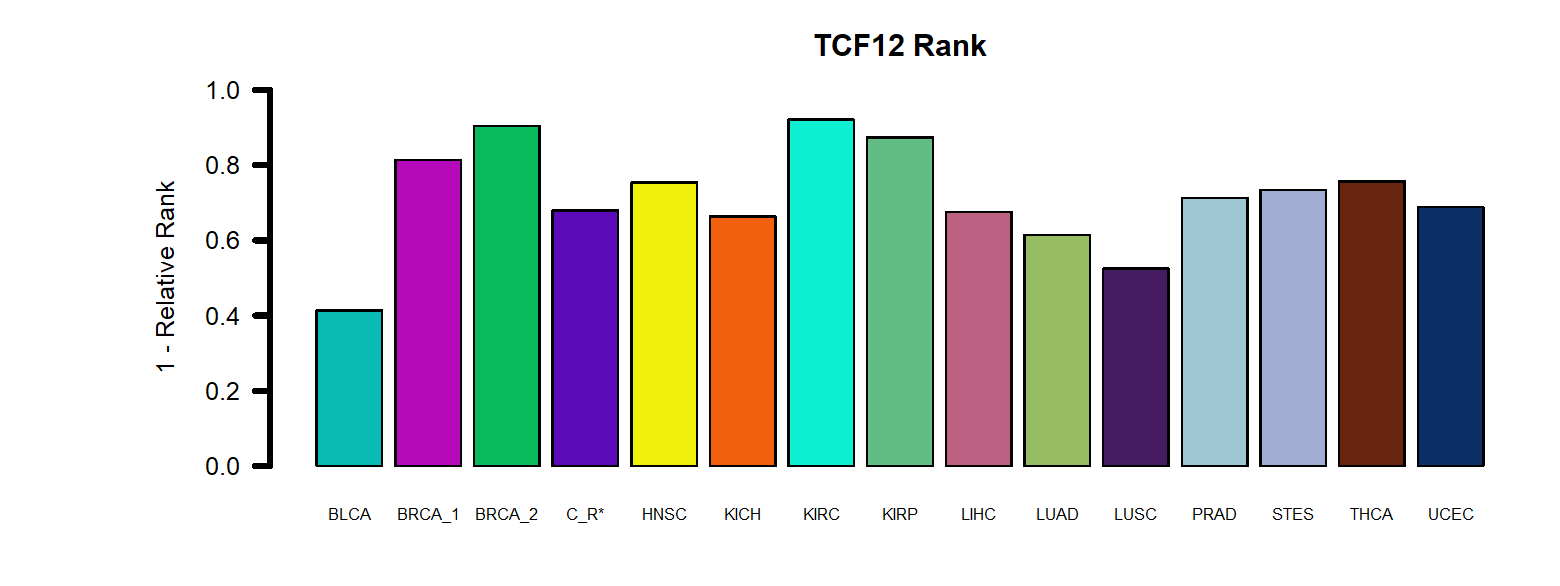 TCF12 Rank
1 - Relative Rank
1.0
0.8
0.6
0.4
0.2
0.0
BLCA BRCA_1 BRCA_2 C_R* HNSC KICH KIRC KIRP LIHC LUAD LUSC PRAD STES THCA UCEC